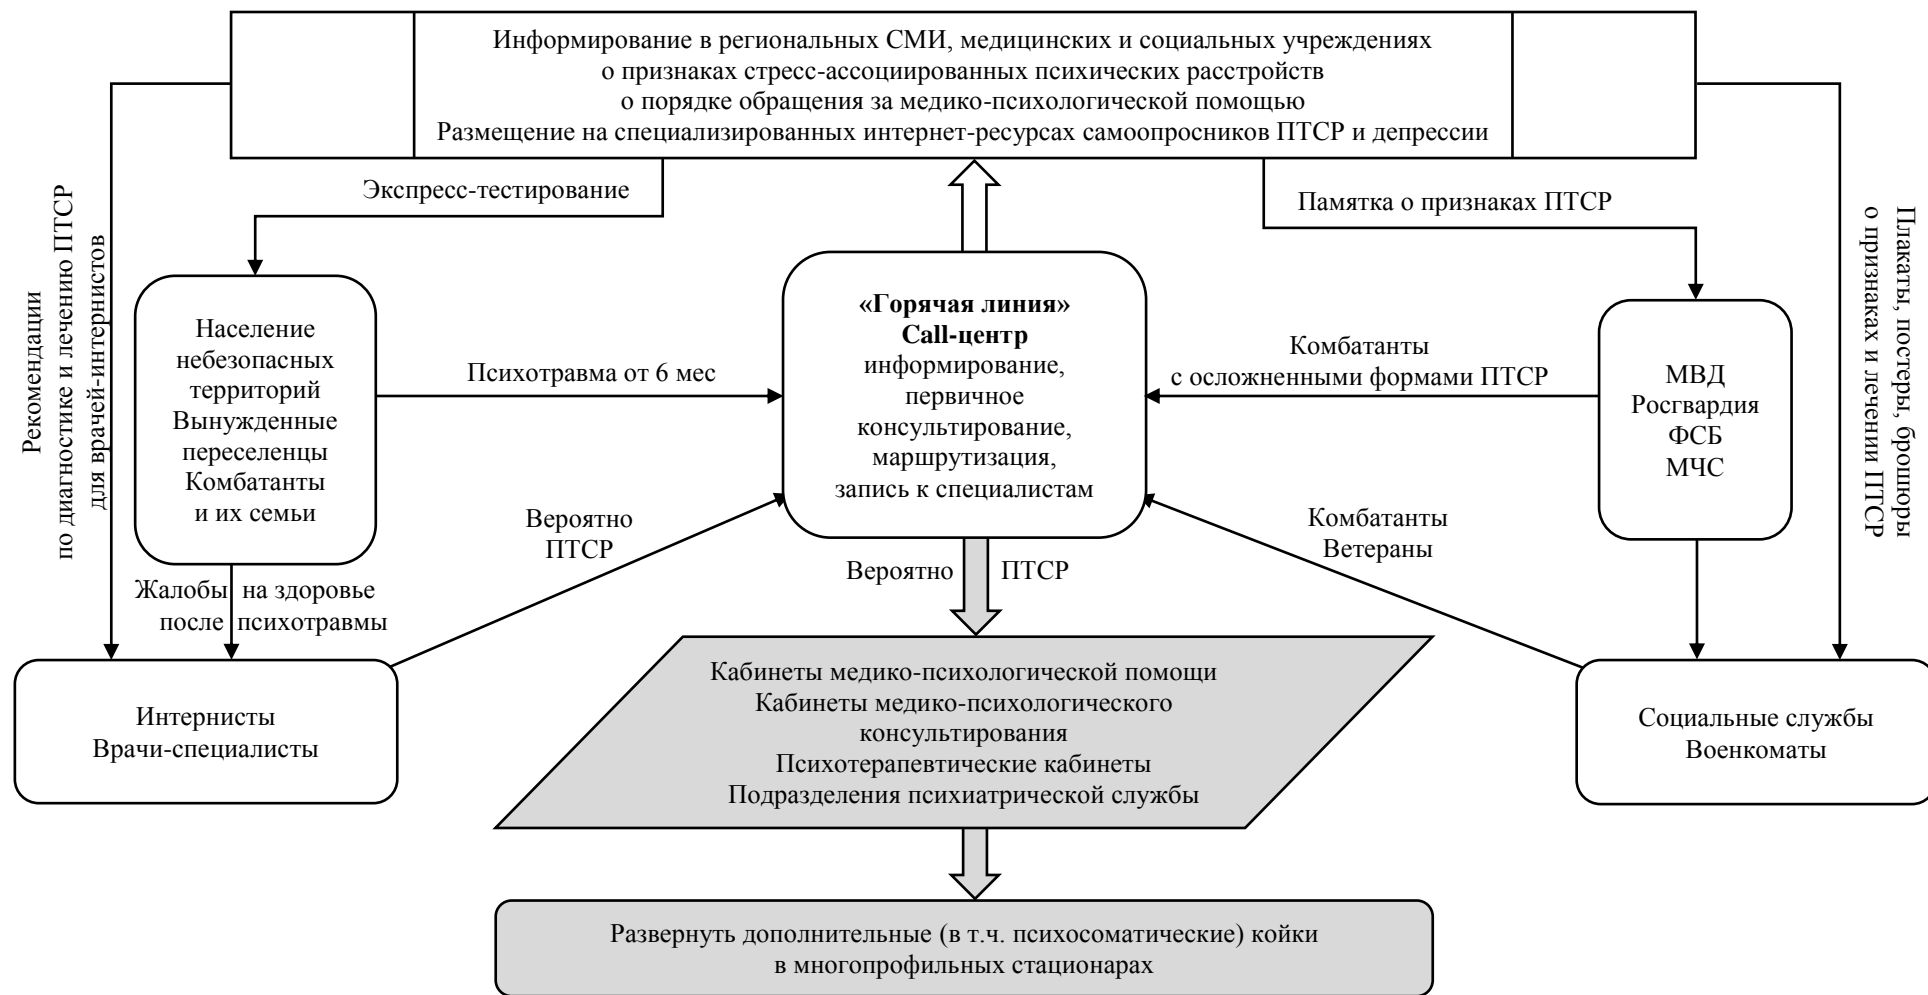 Информирование в региональных СМИ, медицинских и социальных учреждениях
о признаках стресс-ассоциированных психических расстройств
о порядке обращения за медико-психологической помощью
Размещение на специализированных интернет-ресурсах самоопросников ПТСР и депрессии
Экспресс-тестирование
Памятка о признаках ПТСР
Рекомендации
по диагностике и лечению ПТСР
для врачей-интернистов
Плакаты, постеры, брошюры
о признаках и лечении ПТСР
Население
небезопасных
территорий
Вынужденные
переселенцы
Комбатанты
и их семьи
Психотравма от 6 мес
«Горячая линия»
Call-центр
информирование,
первичное
консультирование,
маршрутизация,
запись к специалистам
Комбатанты
с осложненными формами ПТСР
МВД
Росгвардия
ФСБ
МЧС
Вероятно
ПТСР
Комбатанты
Ветераны
Жалобы на здоровье
после психотравмы
Вероятно ПТСР
Интернисты
Врачи-специалисты
Кабинеты медико-психологической помощи
Кабинеты медико-психологического
консультирования
Психотерапевтические кабинеты
Подразделения психиатрической службы
Социальные службы
Военкоматы
Развернуть дополнительные (в т.ч. психосоматические) койки
в многопрофильных стационарах